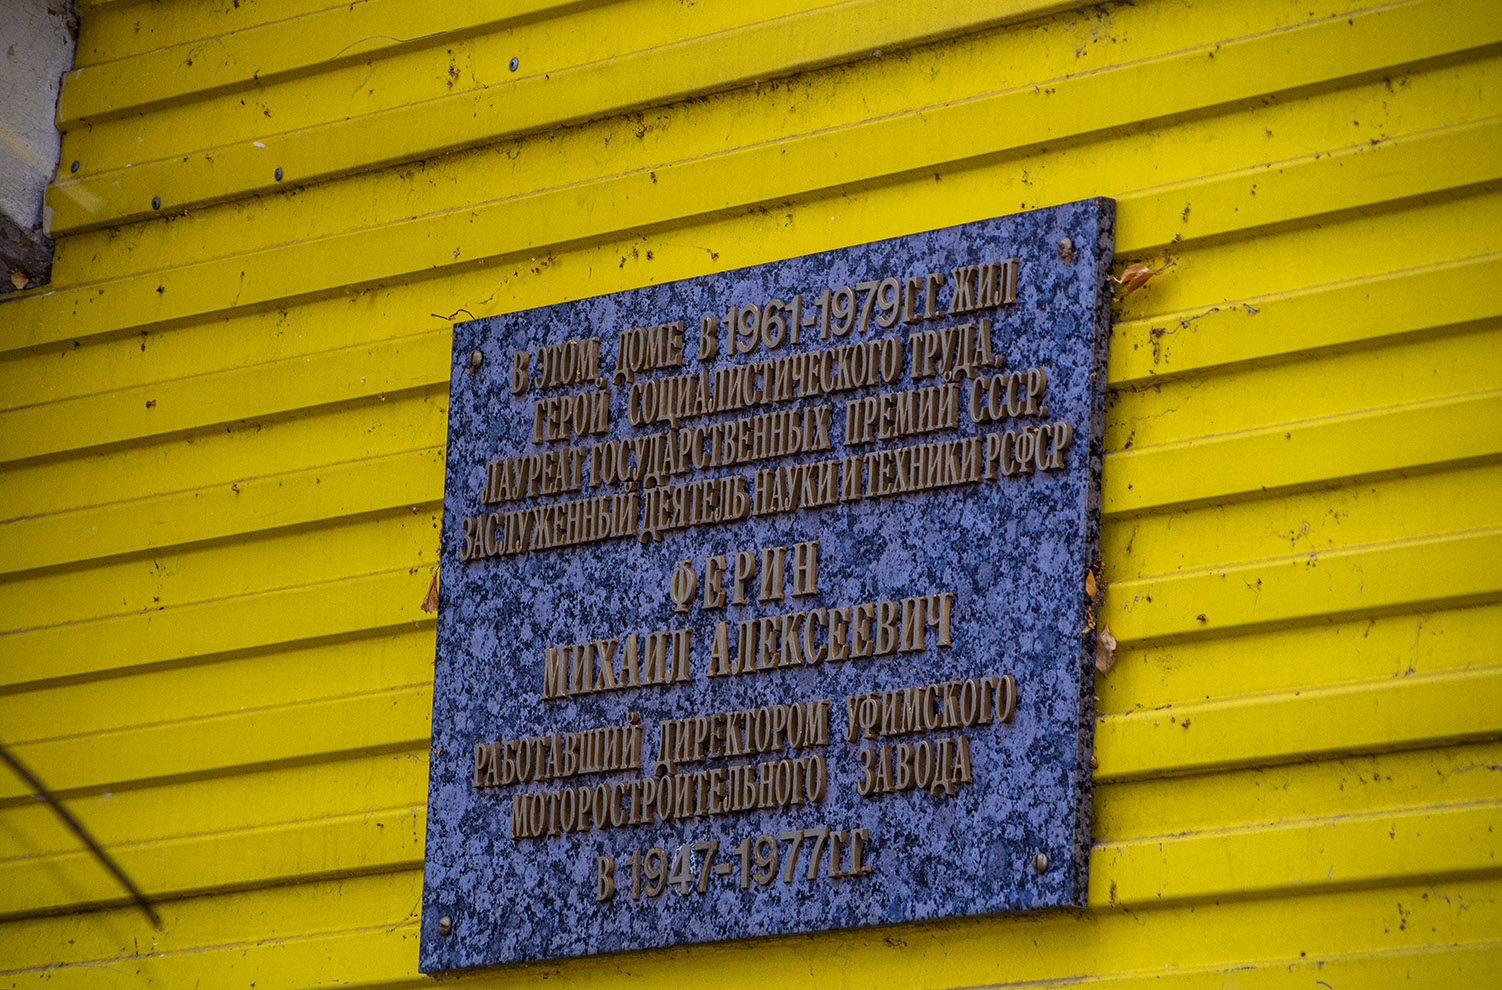 В ЭТОМ ДОМЕ В 1961-1979 ГГ. ЖИЛ
ГЕРОЙ СОЦИАЛИСТИЧЕСКОГО ТРУДА,
ЛАУРЕАТ ГОСУДАРСТВЕННЫХ ПРЕМИЙ СССР,
ЗАСЛУЖЕННЫЙ ДЕЯТЕЛЬ НАУКИ И ТЕХНИКИ РСФСР
ФЕРИН
МИХАИЛ АЛЕКСЕЕВИЧ
РАБОТАВШИЙ ДИРЕКТОРОМ УФИМСКОГО
МОТОРОСТРОИТЕЛЬНОГО ЗАВОДА
В 1947-1977 ГГ.